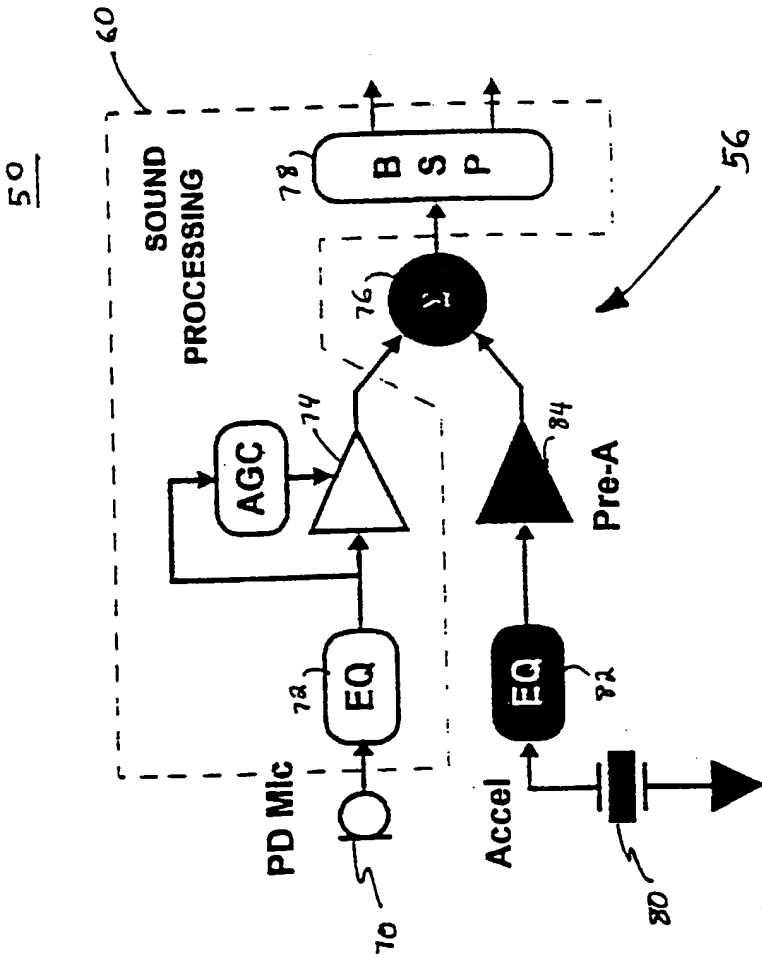 50
60
SOUND
PROCESSING
AGC
74
78
B S P
76
Σ
72
EQ
PD Mic
70
56
84
Pre-A
EQ
82
Accel
80